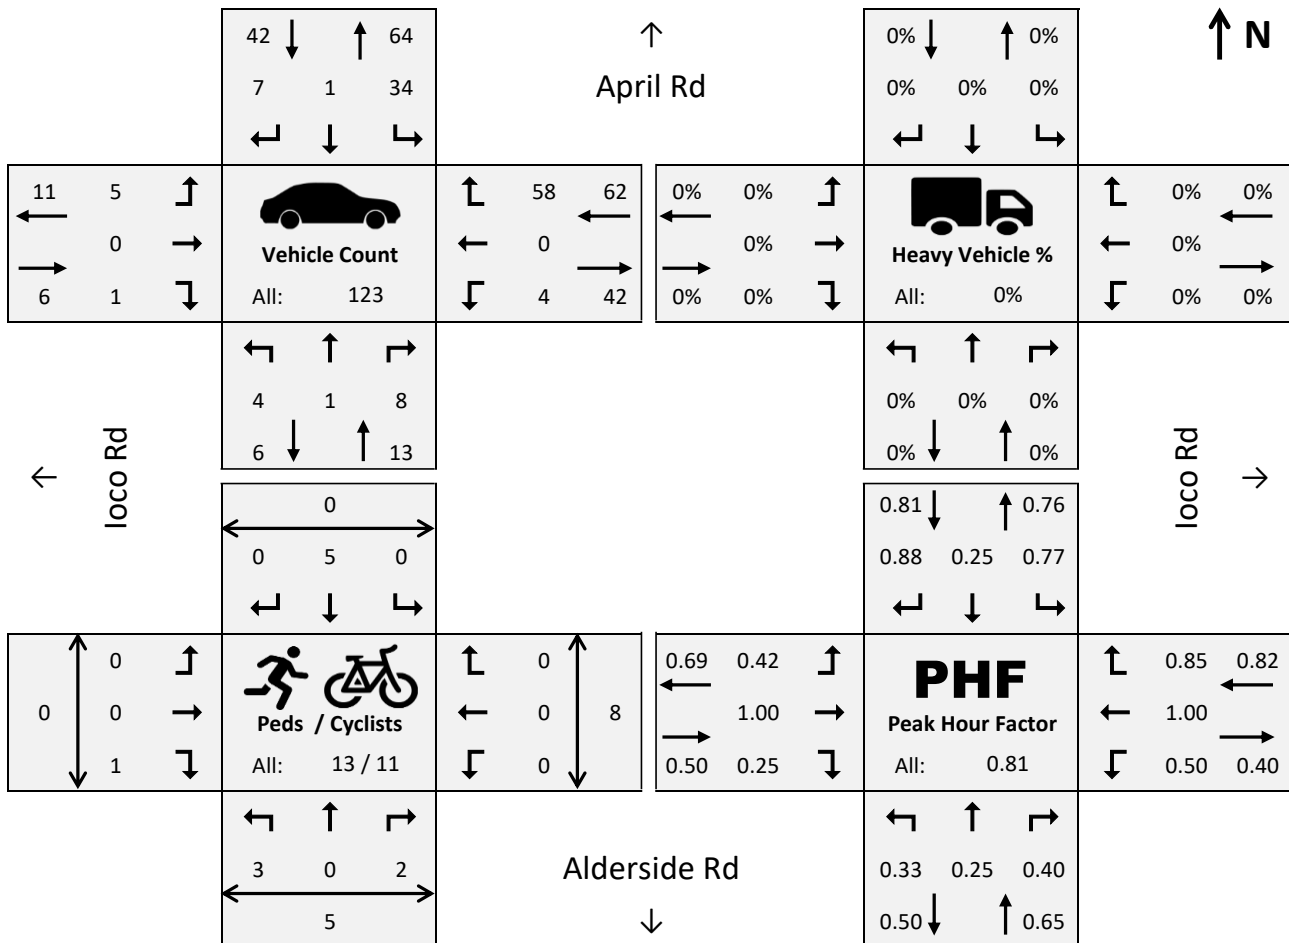 42 64
7 1 34
April Rd
0% 0%
0% 0% 0%
N
11 5
0
6 1
Vehicle Count
All: 123
58 62
0
4 42
0% 0%
0%
0% 0%
Heavy Vehicle %
All: 0%
0% 0%
0%
0% 0%
4 1 8
6 13
0% 0% 0%
0% 0%
Ioco Rd
Ioco Rd
0
0 5 0
0.81 0.76
0.88 0.25 0.77
0
0
0
1
Peds / Cyclists
All: 13 / 11
0
0
0
8
0.69 0.42
1.00
0.50 0.25
PHF
Peak Hour Factor
All: 0.81
0.85 0.82
1.00
0.50 0.40
3 0 2
5
Alderside Rd
0.33 0.25 0.40
0.50 0.65